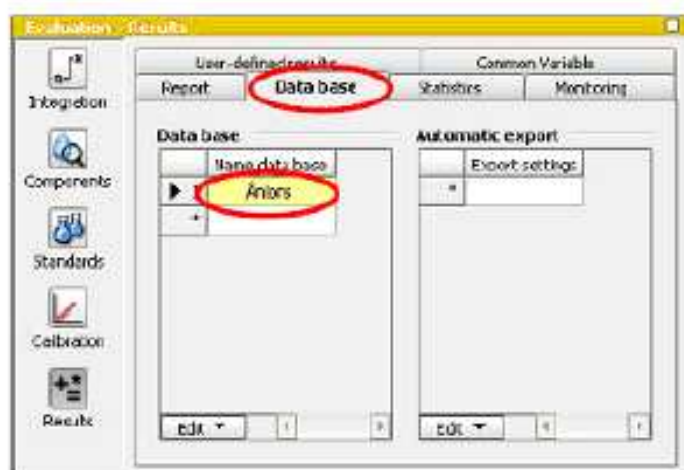 Evaluation - Results
Integration
Components
Standards
Calibration
Results
User-defined results
Common Variable
Report
Data base
Statistics
Monitoring
Data base
Name data base
Anions
*
Edit
Automatic export
Export settings
*
Edit